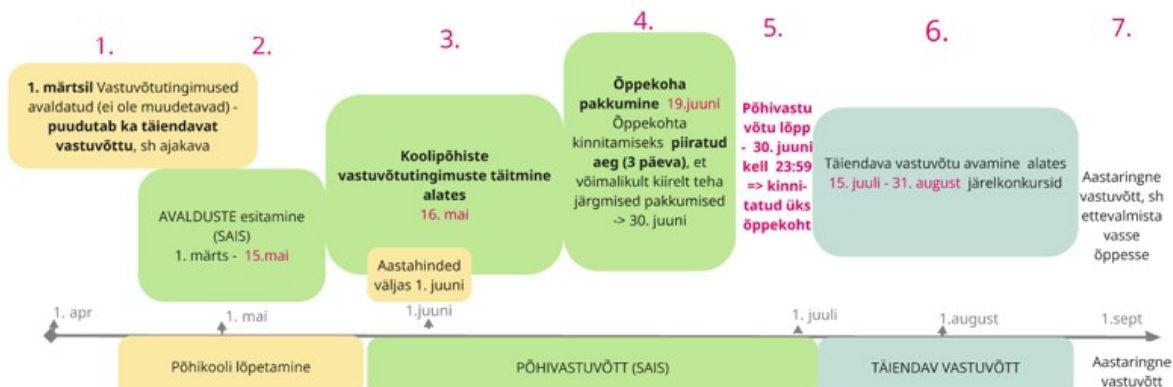 1.
2.
3.
4.
5.
6.
7.
1. märtsil Vastuvõtutingimused
avaldatud (ei ole muudetavad) -
puudutab ka täiendavat
vastuvõttu, sh ajakava
AVALDUSTE esitamine
(SAIS)
1. märts - 15.mai
Koolipõhiste
vastuvõtutingimuste täitmine
alates
16. mai
Aastahinded
väljas 1. juuni
Õppekoha
pakkumine 19.juuni
Õppekohta
kinnitamiseks piiratud
aeg (3 päeva), et
võimalikult kiirelt teha
järgmised pakkumised
-> 30. juuni
Põhivastu
võtu lõpp
- 30. juuni
kell 23:59
=> kinni-
tatud üks
õppekoht
Täiendava vastuvõtu avamine alates
15. juuli - 31. august järelkonkursid
Aastaringne
vastuvõtt, sh
ettevalmista
vasse
õppesse
1. apr
1. mai
1.juuni
1. juuli
1.august
1.sept
Põhikooli lõpetamine
PÕHIVASTUVÕTT (SAIS)
TÄIENDAV VASTUVÕTT
Aastaringne
vastuvõtt